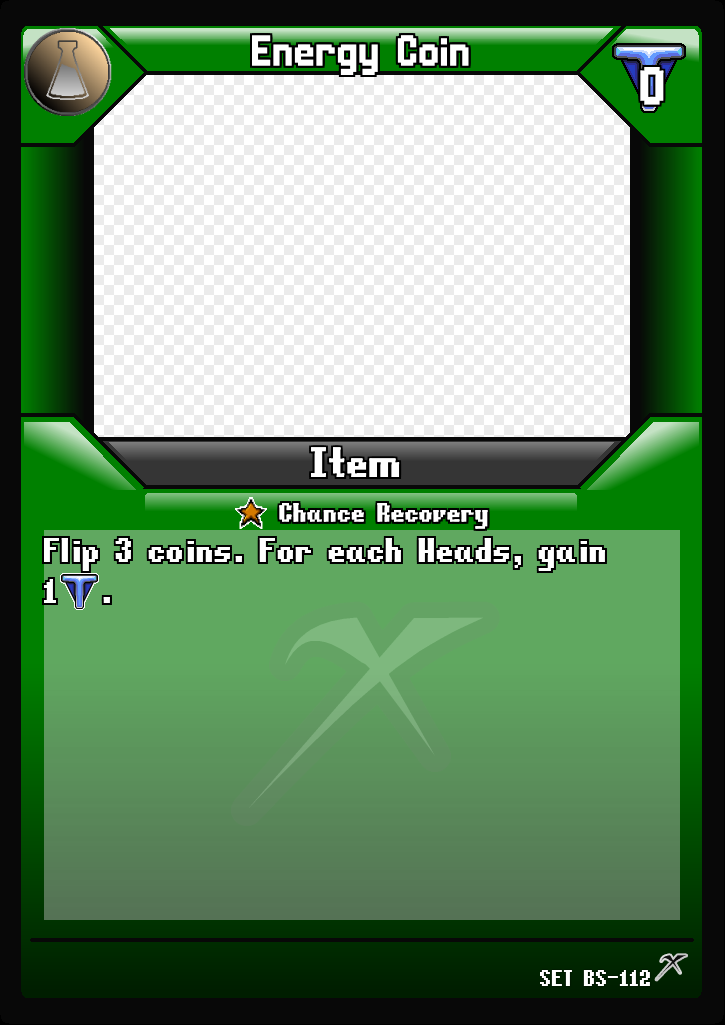 Energy Coin
0
Item
Chance Recovery
Flip 3 coins. For each Heads, gain
1 .
SET BS-112